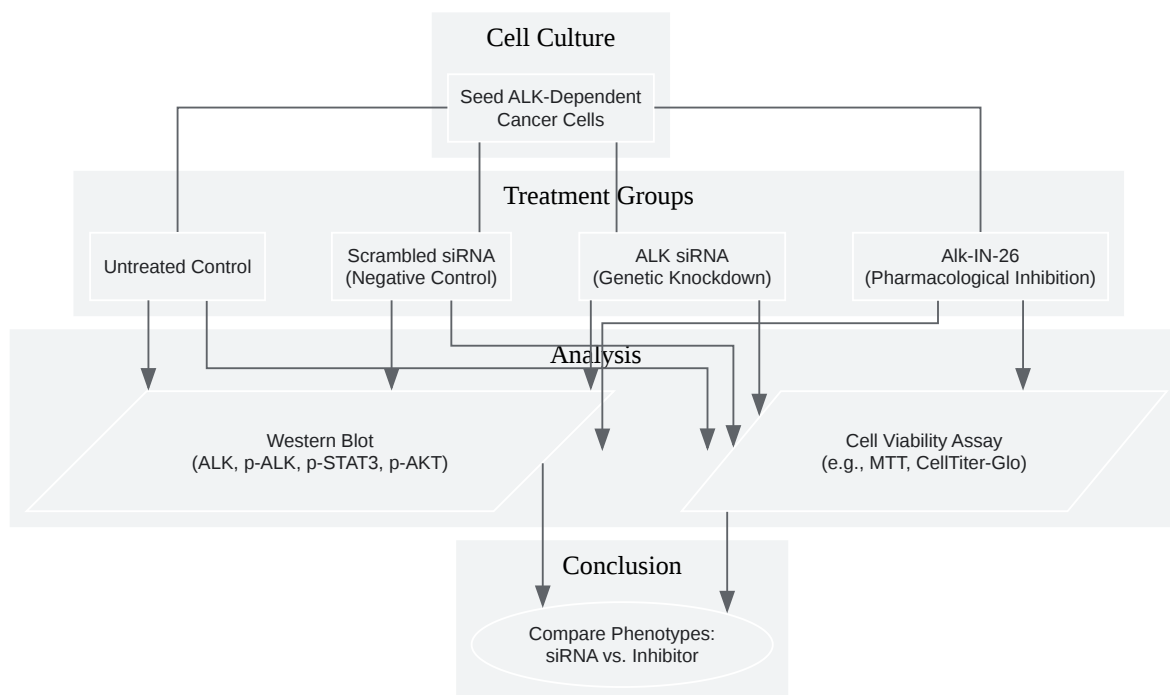 Cell Culture
Seed ALK-Dependent
Cancer Cells
Treatment Groups
Untreated Control
Scrambled siRNA
(Negative Control)
ALK siRNA
(Genetic Knockdown)
Alk-IN-26
(Pharmacological Inhibition)
Analysis
Western Blot
(ALK, p-ALK, p-STAT3, p-AKT)
Cell Viability Assay
(e.g., MTT, CellTiter-Glo)
Conclusion
Compare Phenotypes:
siRNA vs. Inhibitor